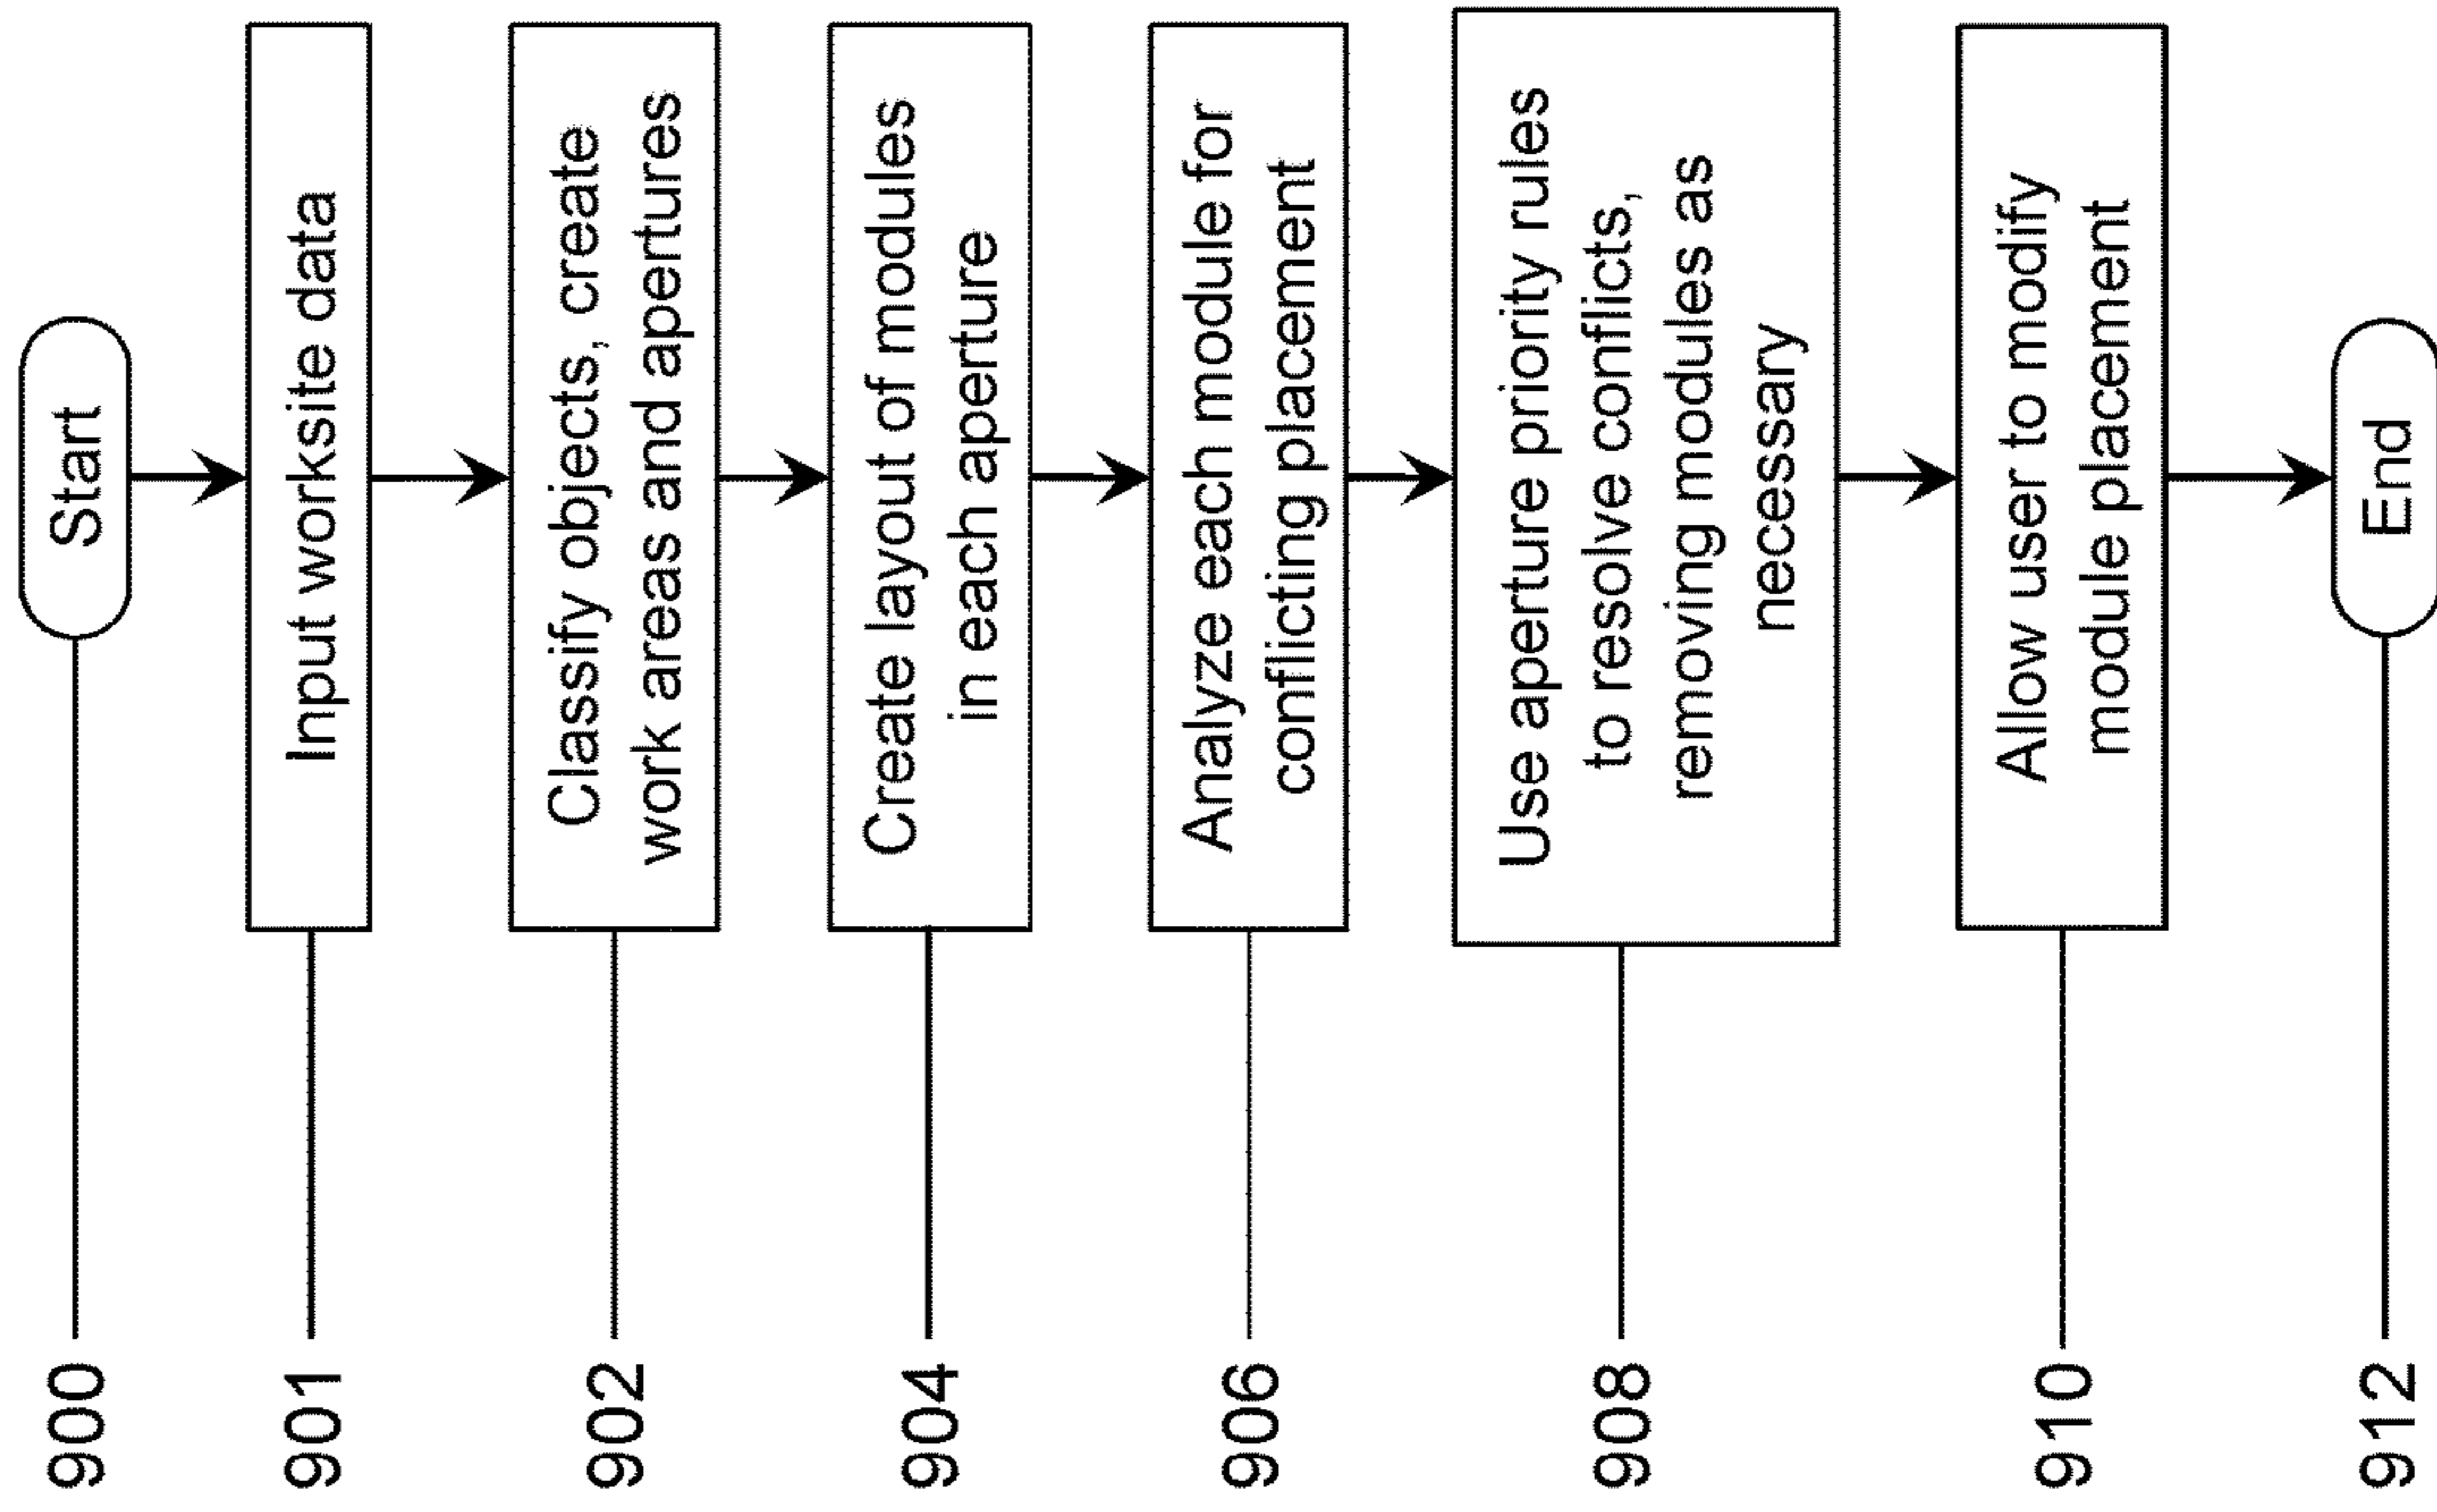 900
Start
901
Input worksite data
902
Classify objects, create
work areas and apertures
904
Create layout of modules
in each aperture
906
Analyze each module for
conflicting placement
908
Use aperture priority rules
to resolve conflicts,
removing modules as
necessary
910
Allow user to modify
module placement
912
End